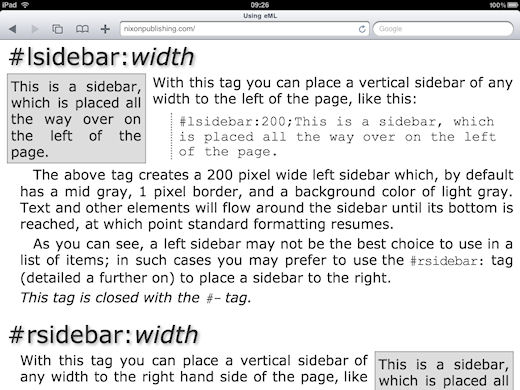 iPad
09:26
100%
Using eML
nixonpublishing.com/
Google
#lsidebar:width
This is a sidebar,
which is placed all
the way over on
the left of the
page.
With this tag you can place a vertical sidebar of any
width to the left of the page, like this:
#lsidebar:200;This is a sidebar, which
is placed all the way over on the left
of the page.
The above tag creates a 200 pixel wide left sidebar which, by default
has a mid gray, 1 pixel border, and a background color of light gray.
Text and other elements will flow around the sidebar until its bottom is
reached, at which point standard formatting resumes.
As you can see, a left sidebar may not be the best choice to use in a
list of items; in such cases you may prefer to use the #rsidebar: tag
(detailed a further on) to place a sidebar to the right.
This tag is closed with the #- tag.
#rsidebar:width
With this tag you can place a vertical sidebar of
any width to the right hand side of the page, like
This is a sidebar,
which is placed all